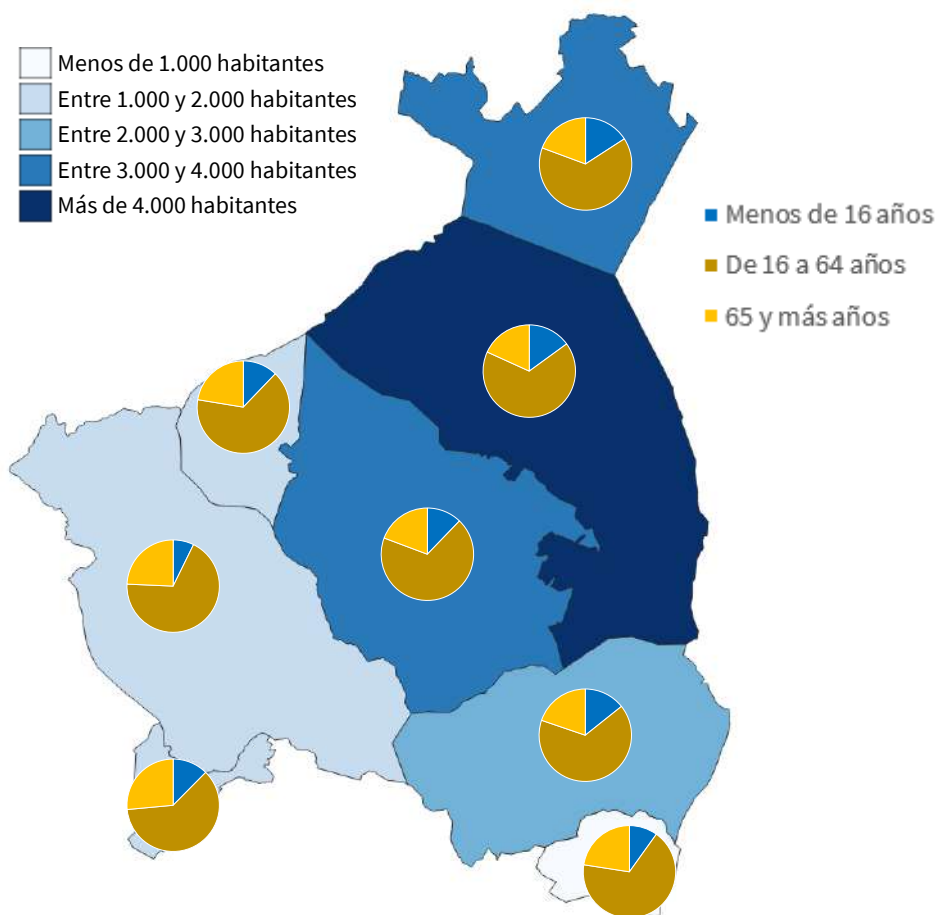 Menos de 1.000 habitantes
Entre 1.000 y 2.000 habitantes
Entre 2.000 y 3.000 habitantes
Entre 3.000 y 4.000 habitantes
Más de 4.000 habitantes
Menos de 16 años
De 16 a 64 años
65 y más años